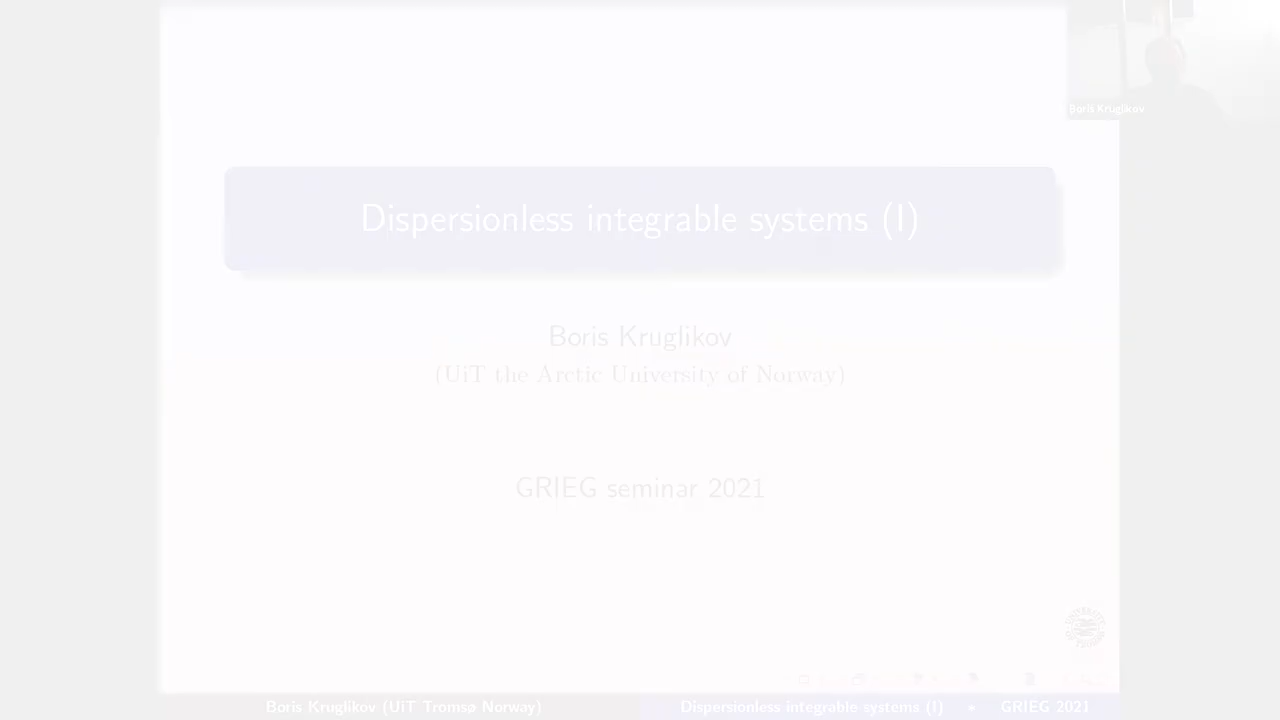 Boris Kruglikov
Dispersionless integrable systems (I)
Boris Kruglikov
(UiT the Arctic University of Norway)
GRIEG seminar 2021
Boris Kruglikov (UiT Tromsø Norway)
Dispersionless integrable systems (I)
GRIEG 2021